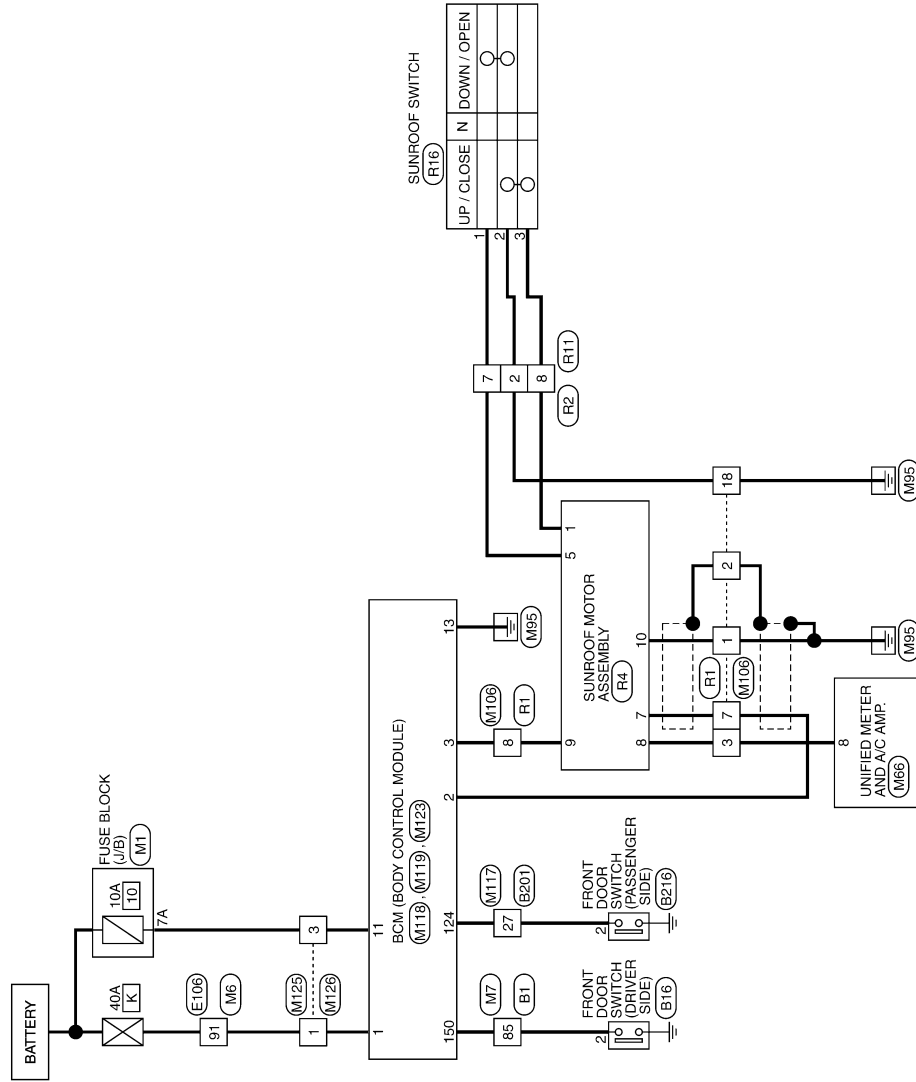 BATTERY
40A
K
10A
10
FUSE BLOCK
(J/B)
M1
7A
E106
91
M6
M125
1
3
M126
1
11
BCM (BODY CONTROL MODULE)
M118 , M119 , M123
150
124
2
3
13
M7
85
B1
M117
27
B201
M106
8
R1
M95
2
FRONT
DOOR
SWITCH
(DRIVER
SIDE)
B16
2
FRONT
DOOR
SWITCH
(PASSENGER
SIDE)
B216
9
5
1
SUNROOF MOTOR
ASSEMBLY
R4
8
7
10
R1
M106
3
7
1
2
18
8
UNIFIED METER
AND A/C AMP.
M66
M95
M95
7
2
8
R2
R11
SUNROOF SWITCH
R16
UP / CLOSE
N
DOWN / OPEN
1
2
3